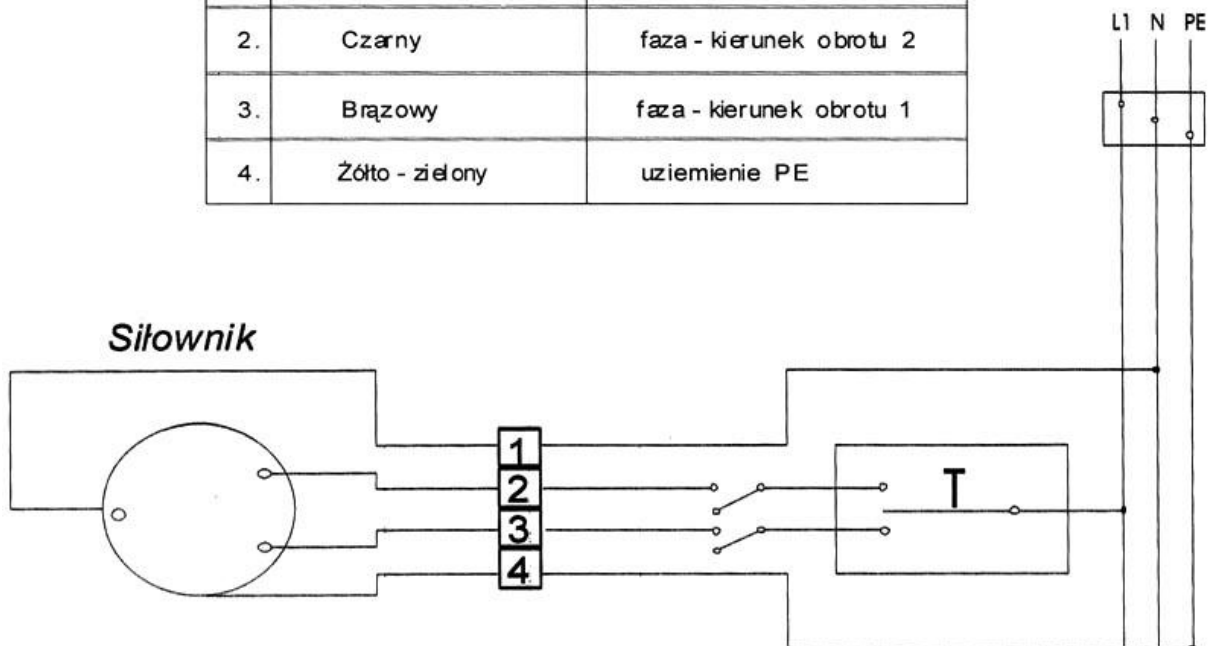 2. Czarny faza - kierunek obrotu 2
3. Brązowy faza - kierunek obrotu 1
4. Żółto - zielony uziemienie PE
L1 N PE
Siłownik
1
2
3
4
T